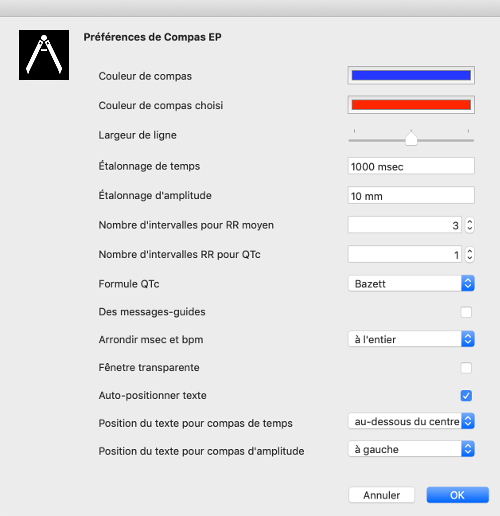 Préférences de Compas EP
Couleur de compas
Couleur de compas choisi
Largeur de ligne
Étalonnage de temps 1000 msec
Étalonnage d'amplitude 10 mm
Nombre d'intervalles pour RR moyen 3
Nombre d'intervalles RR pour QTc 1
Formule QTc Bazett
Des messages-guides
Arrondir msec et bpm à l'entier
Fênetre transparente
Auto-positionner texte
Position du texte pour compas de temps au-dessous du centre
Position du texte pour compas d'amplitude à gauche
Annuler OK